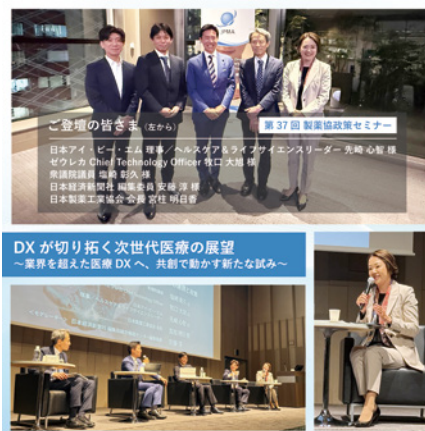 JPMA
ご登壇の皆さま（左から）
第 37 回 製薬協政策セミナー
日本アイ・ビー・エム 理事／ヘルスケア＆ライフサイエンスリーダー 先崎 心智 様
ゼウレカ Chief Technology Officer 牧口 大旭 様
衆議院議員 塩崎 彰久 様
日本経済新聞社 編集委員 安藤 淳 様
日本製薬工業協会 会長 宮柱 明日香
DX が切り拓く次世代医療の展望
～業界を超えた医療 DX へ、共創で動かす新たな試み～